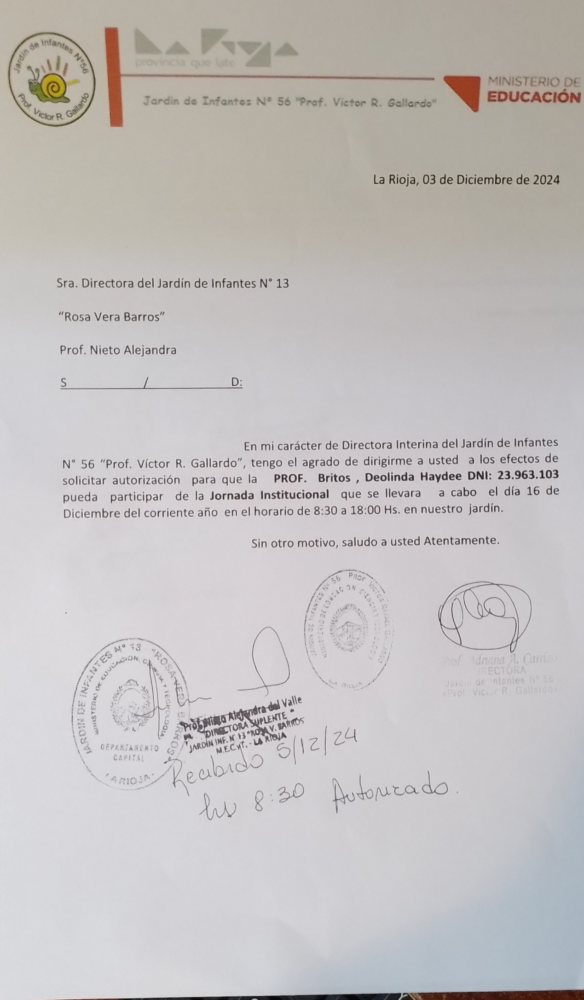 Jardín de Infantes N°56
Prof. Victor R. Gallardo
LA RIOJA
provincia que late
Jardin de Infantes N° 56 "Prof. Victor R. Gallardo"
MINISTERIO DE
EDUCACIÓN
La Rioja, 03 de Diciembre de 2024
Sra. Directora del Jardín de Infantes N° 13
“Rosa Vera Barros”
Prof. Nieto Alejandra
S / D:
En mi carácter de Directora Interina del Jardín de Infantes
N° 56 “Prof. Víctor R. Gallardo”, tengo el agrado de dirigirme a usted a los efectos de
solicitar autorización para que la PROF. Britos , Deolinda Haydee DNI: 23.963.103
pueda participar de la Jornada Institucional que se llevara a cabo el día 16 de
Diciembre del corriente año en el horario de 8:30 a 18:00 Hs. en nuestro jardín.
Sin otro motivo, saludo a usted Atentamente.
JARDIN DE INFANTES N° 56 PROF VICTOR RAFAEL GALLARDO
MINISTERIO DE EDUCACION CIENCIA Y TECNOLOGIA
Prof. Adriana A. Carrizo
DIRECTORA
Jardin de Infantes N° 56
«Prof Victor R. Gallardo»
JARDIN DE INFANTES N° 13 "ROSA VERA BARROS"
MINISTERIO DE EDUCACION, CIENCIA Y TECNOLOGIA
DEPARTAMENTO
CAPITAL
LA RIOJA
Prof. Nieto Alejandra del Valle
DIRECTORA SUPLENTE
JARDÍN INF. N° 13 "ROSA V. BARROS"
M.E.C.yT. - LA RIOJA
Recibido 5/12/24
hs 8:30 Autorizado.